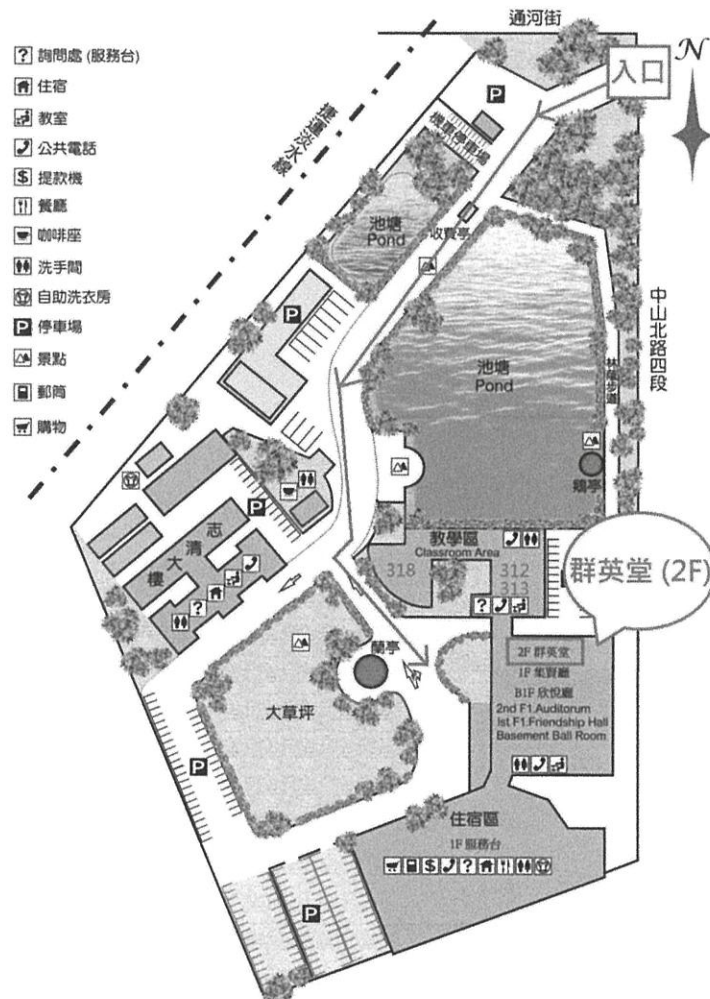 通河街
入口
N
? 詢問處 (服務台)
住宿
教室
公共電話
$ 提款機
餐廳
咖啡座
洗手間
自助洗衣房
P 停車場
景點
郵筒
購物
捷運淡水線
P
機車停車場
池塘
Pond
收費亭
P
池塘
Pond
中山北路四段
鵝亭
P
志清大樓
?
教學區
Classroom Area
318
312
313
?
群英堂 (2F)
蘭亭
大草坪
2F 群英堂
1F 集賢廳
B1F 欣悅廳
2nd F1.Auditorum
Ist F1.Friendship Hall
Basement Ball Room
P
住宿區
1F 服務台
$ ?
P